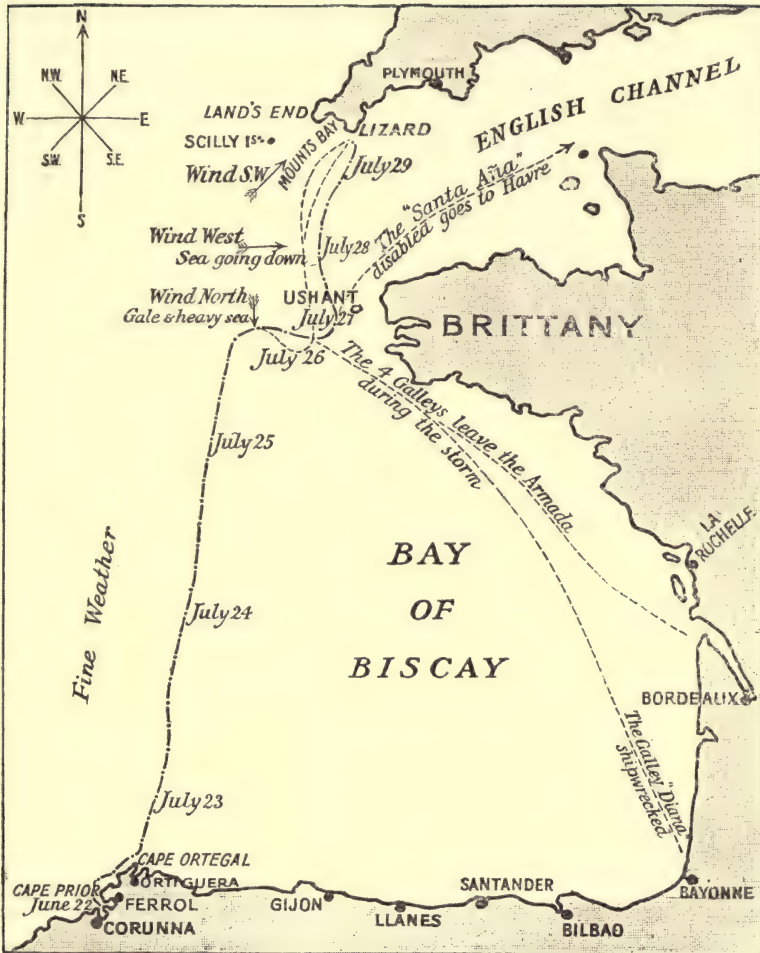 N
N.W.
N.E.
W
E
S.W.
S.E.
S
PLYMOUTH
LAND'S END
SCILLY Is.
MOUNTS BAY
LIZARD
ENGLISH CHANNEL
Wind S.W
July 29
The "Santa Aña"
disabled goes to Havre
Wind West
Sea going down
July 28
Wind North
Gale & heavy sea
USHANT
July 27
BRITTANY
July 26
The 4 Galleys leave the Armada
during the storm
July 25
Fine Weather
BAY
OF
BISCAY
LA
ROCHELLE
July 24
BORDEAUX
The Galley "Diana"
shipwrecked
July 23
CAPE ORTEGAL
ORTIGUERA
CAPE PRIOR
June 22
FERROL
CORUNNA
GIJON
LLANES
SANTANDER
BILBAO
BAYONNE